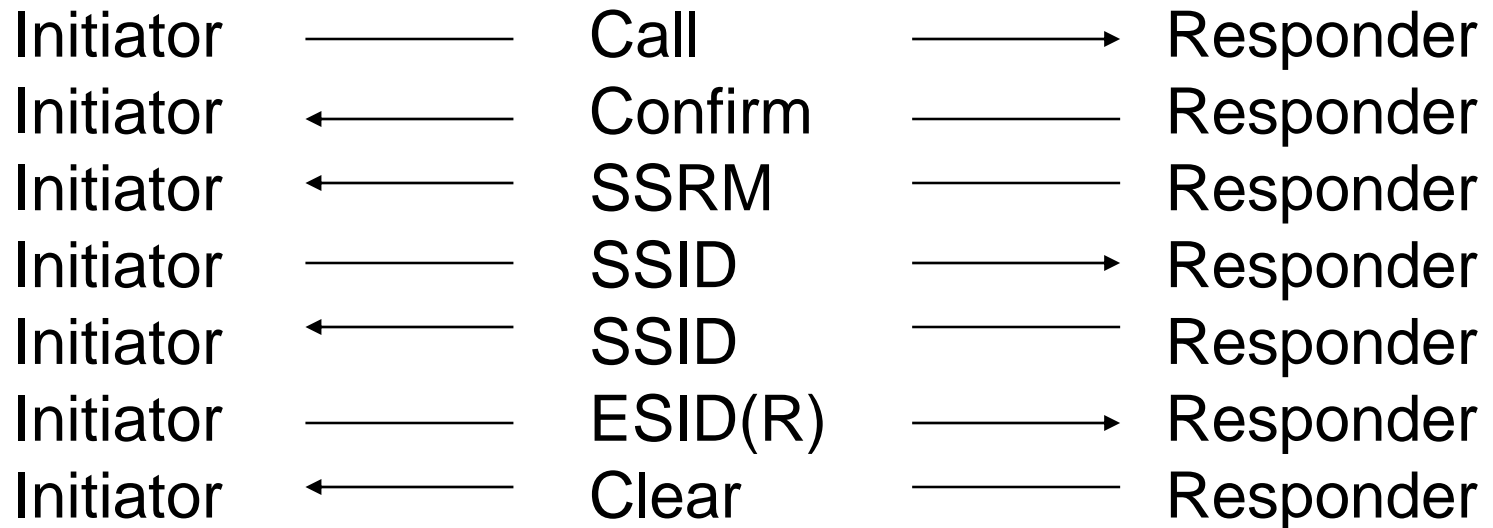 Initiator Call Responder
Initiator Confirm Responder
Initiator SSRM Responder
Initiator SSID Responder
Initiator SSID Responder
Initiator ESID(R) Responder
Initiator Clear Responder